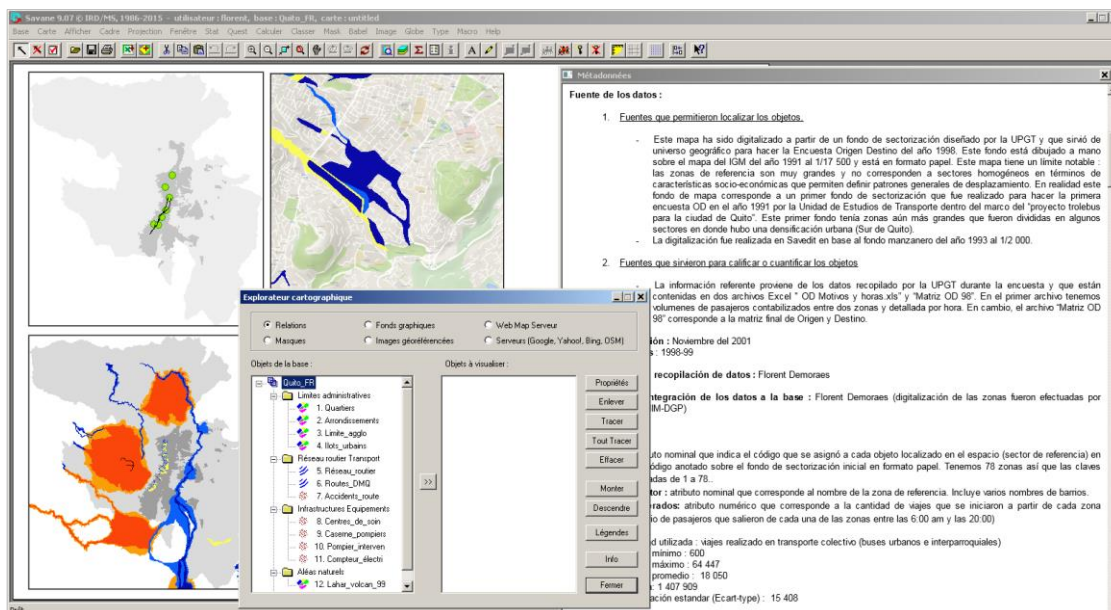 Savane 9.07 © IRD/MS, 1986-2015 - utilisateur : florent, base : Quito_FR, carte : untitled
Base Carte Afficher Cadre Projection Fenêtre Stat Quest Calculer Classer Mask Babel Image Globe Type Macro Help
Métadonnées
Fuente de los datos :
1. Fuentes que permitieron localizar los objetos.
- Este mapa ha sido digitalizado a partir de un fondo de sectorización diseñado por la UPGT y que sirvió de
universo geográfico para hacer la Encuesta Origen Destino del año 1998. Este fondo está dibujado a mano
sobre el mapa del IGM del año 1991 al 1/17 500 y está en formato papel. Este mapa tiene un límite notable :
las zonas de referencia son muy grandes y no corresponden a sectores homogéneos en términos de
características socio-económicas que permiten definir patrones generales de desplazamiento. En realidad este
fondo de mapa corresponde a un primer fondo de sectorización que fue realizado para hacer la primera
encuesta OD en el año 1991 por la Unidad de Estudios de Transporte dentro del marco del "proyecto trolebus
para la ciudad de Quito". Este primer fondo tenía zonas aún más grandes que fueron divididas en algunos
sectores en donde hubo una densificación urbana (Sur de Quito).
- La digitalización fue realizada en Savedit en base al fondo manzanero del año 1993 al 1/2 000.
2. Fuentes que sirvieron para calificar o cuantificar los objetos
- La información referente proviene de los datos recopilado por la UPGT durante la encuesta y que están
contenidas en dos archivos Excel " OD Motivos y horas.xls" y "Matriz OD 98". En el primer archivo tenemos
volumenes de pasajeros contabilizados entre dos zonas y detallada por hora. En cambio, el archivo "Matriz OD
98" corresponde a la matriz final de Origen y Destino.
ión : Noviembre del 2001
s : 1998-99
recopilación de datos : Florent Demoraes
ntegración de los datos a la base : Florent Demoraes (digitalización de las zonas fueron efectuadas por
IM-DGP)
uto nominal que indica el código que se asignó a cada objeto localizado en el espacio (sector de referencia) en
ódigo anotado sobre el fondo de sectorización inicial en formato papel. Tenemos 78 zonas así que las claves
adas de 1 a 78..
tor : atributo nominal que corresponde al nombre de la zona de referencia. Incluye varios nombres de barrios.
erados: atributo numérico que corresponde a la cantidad de viajes que se iniciaron a partir de cada zona
io de pasajeros que salieron de cada una de las zonas entre las 6:00 am y las 20:00)
d utilizada : viajes realizado en transporte colectivo (buses urbanos e interparroquiales)
mínimo : 600
máximo : 64 447
promedio : 18 050
: 1 407 909
ación estandar (Ecart-type) : 15 408
Explorateur cartographique
Relations
Fonds graphiques
Web Map Serveur
Masques
Images géoréférencées
Serveurs (Google, Yahoo!, Bing, OSM)
Objets de la base :
Objets à visualiser :
Quito_FR
Limites administratives
1. Quartiers
2. Arrondissements
3. Limite_agglo
4. Ilots_urbains
Réseau routier Transport
5. Réseau_routier
6. Routes_DMQ
7. Accidents_route
Infrastructures Equipements
8. Centres_de_soin
9. Caserne_pompiers
10. Pompier_interven
11. Compteur_électri
Aléas naturels
12. Lahar_volcan_99
>>
Propriétés
Enlever
Tracer
Tout Tracer
Effacer
Monter
Descendre
Légendes
Info
Fermer